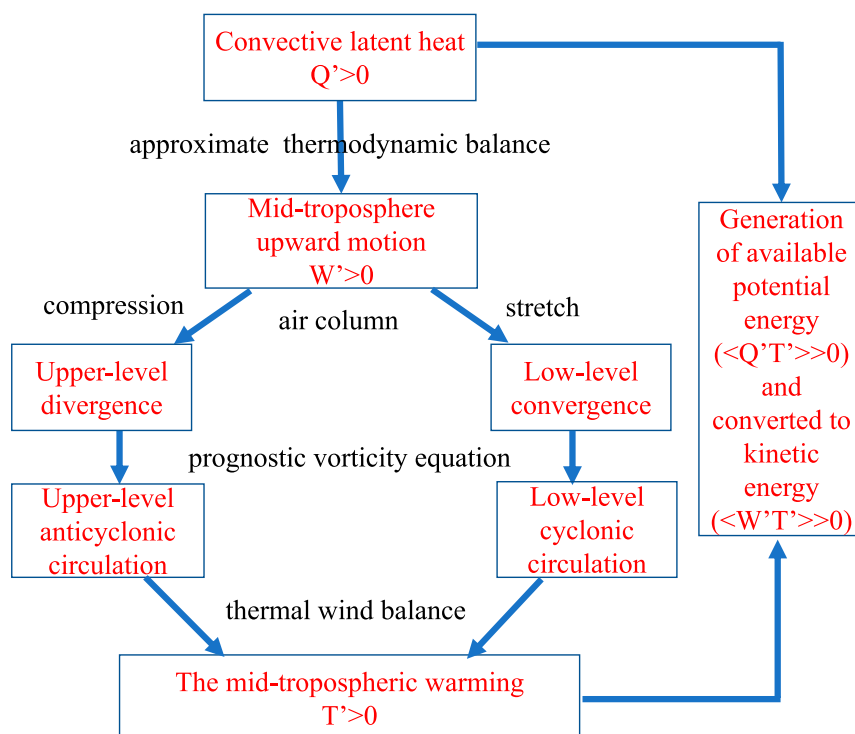 Convective latent heat
Q’>0
approximate thermodynamic balance
Mid-troposphere
upward motion
W’>0
compression
air column
stretch
Upper-level
divergence
Low-level
convergence
prognostic vorticity equation
Upper-level
anticyclonic
circulation
Low-level
cyclonic
circulation
thermal wind balance
The mid-tropospheric warming
T’>0
Generation
of available
potential
energy
(<Q’T’>>0)
and
converted to
kinetic
energy
(<W’T’>>0)